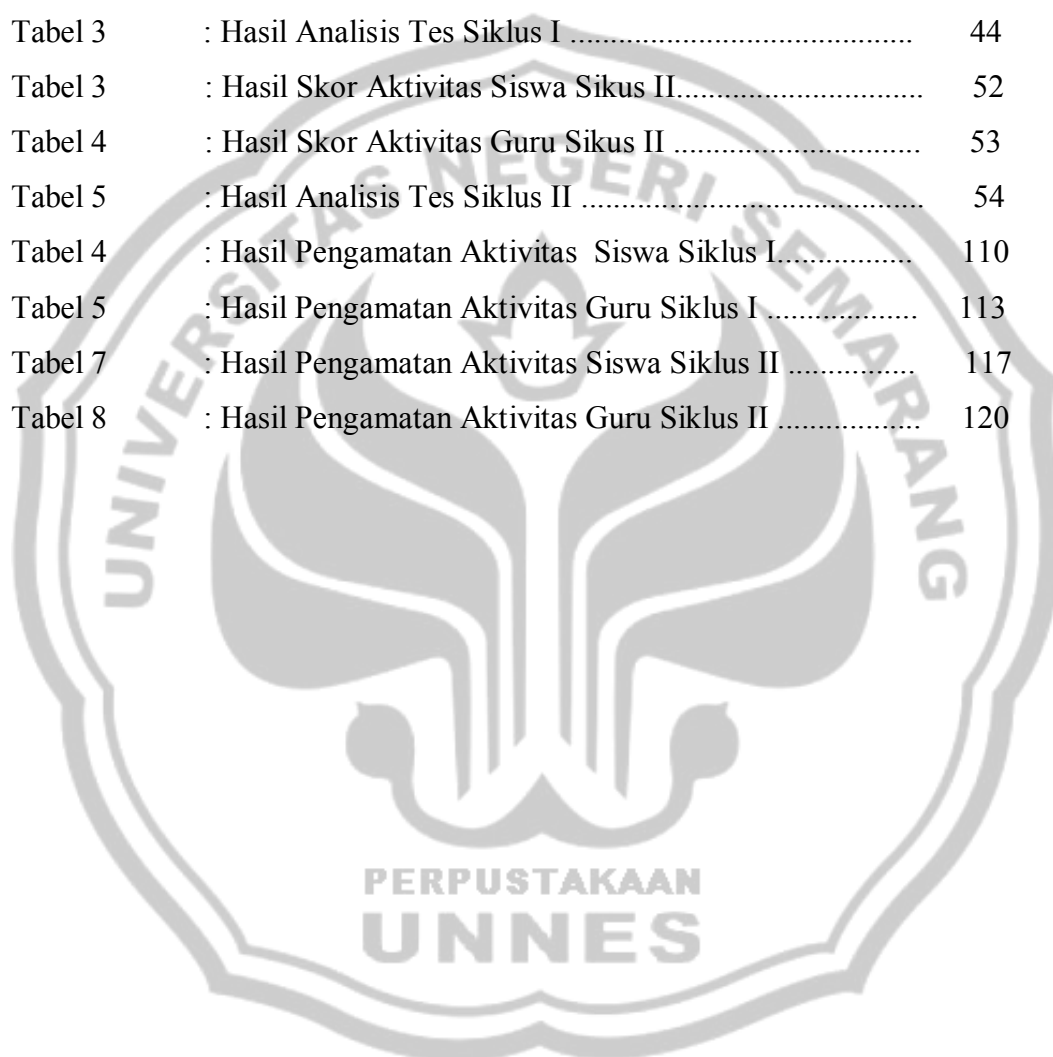 Tabel 3 : Hasil Analisis Tes Siklus I .......................................... 44
Tabel 3 : Hasil Skor Aktivitas Siswa Sikus II.............................. 52
Tabel 4 : Hasil Skor Aktivitas Guru Sikus II .............................. 53
Tabel 5 : Hasil Analisis Tes Siklus II .......................................... 54
Tabel 4 : Hasil Pengamatan Aktivitas  Siswa Siklus I................. 110
Tabel 5 : Hasil Pengamatan Aktivitas Guru Siklus I .................. 113
Tabel 7 : Hasil Pengamatan Aktivitas Siswa Siklus II ............... 117
Tabel 8 : Hasil Pengamatan Aktivitas Guru Siklus II ................. 120
UNIVERSITAS NEGERI SEMARANG
PERPUSTAKAAN
UNNES